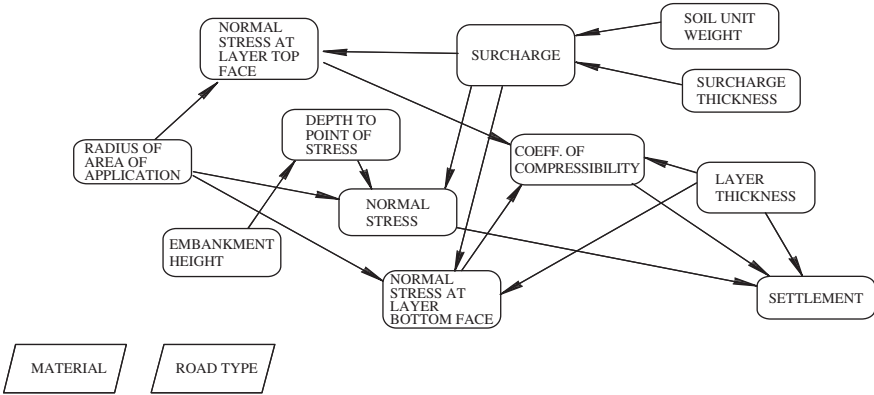 NORMAL
STRESS AT
LAYER TOP
FACE
SURCHARGE
SOIL UNIT
WEIGHT
SURCHARGE
THICKNESS
DEPTH TO
POINT OF
STRESS
RADIUS OF
AREA OF
APPLICATION
COEFF. OF
COMPRESSIBILITY
LAYER
THICKNESS
NORMAL
STRESS
EMBANKMENT
HEIGHT
NORMAL
STRESS AT
LAYER
BOTTOM FACE
SETTLEMENT
MATERIAL
ROAD TYPE